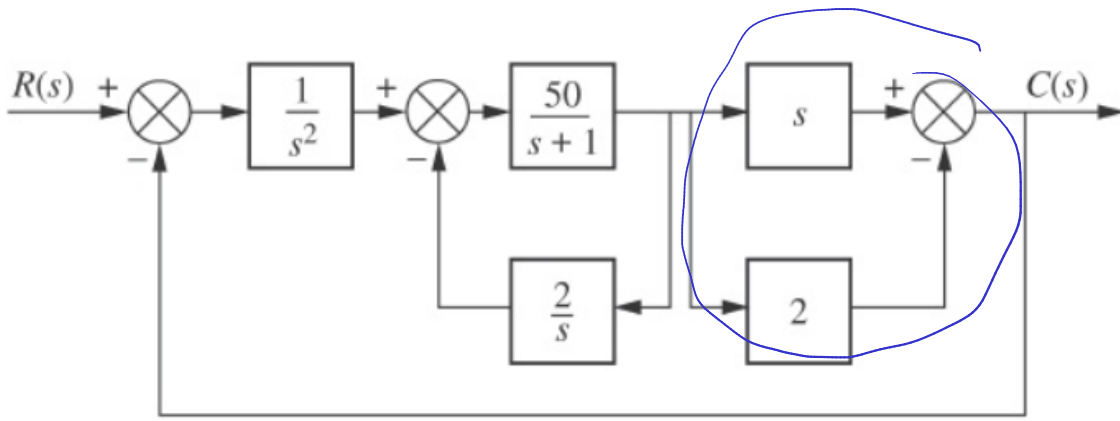 R(s) + 1/s² + 50/(s + 1) s + C(s)
− − −
2/s 2